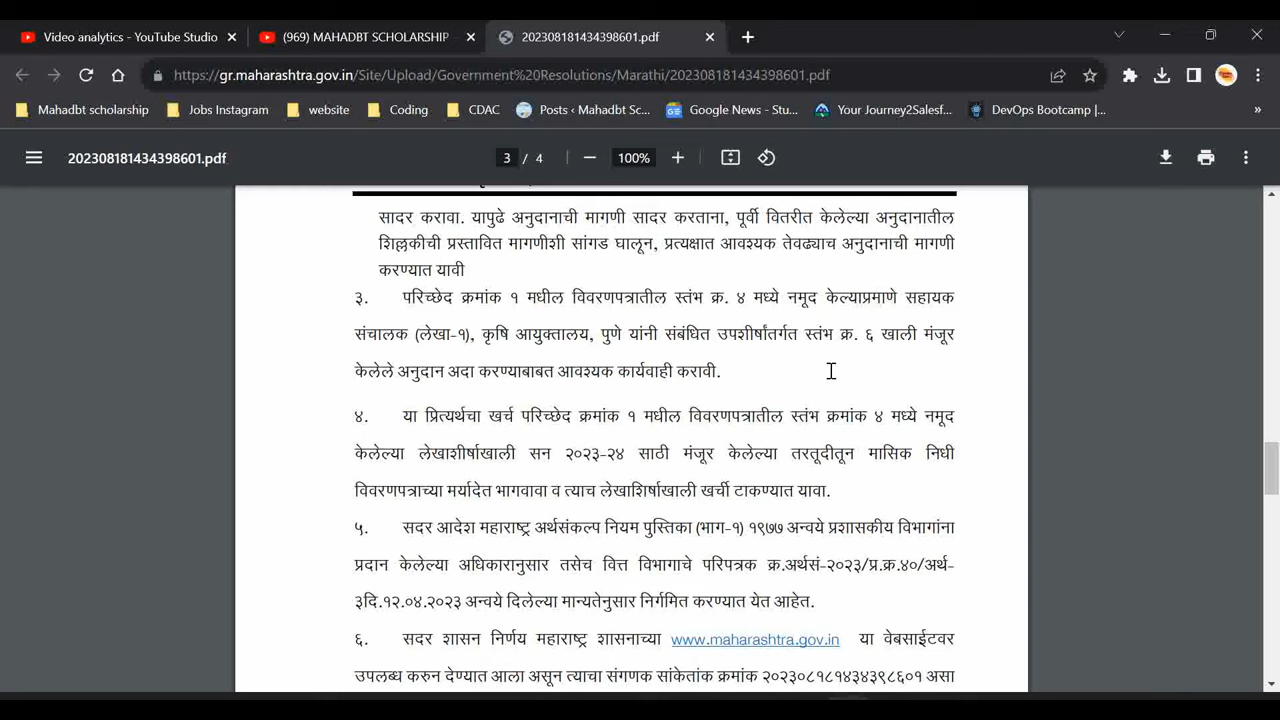 Video analytics - YouTube Studio
(969) MAHADBT SCHOLARSHIP
202308181434398601.pdf
https://gr.maharashtra.gov.in/Site/Upload/Government%20Resolutions/Marathi/202308181434398601.pdf
Mahadbt scholarship
Jobs Instagram
website
Coding
CDAC
Posts ‹ Mahadbt Sc...
Google News - Stu...
Your Journey2Salesf...
DevOps Bootcamp |...
»
202308181434398601.pdf
3 / 4
100%
सादर करावा. यापुढे अनुदानाची मागणी सादर करताना, पूर्वी वितरीत केलेल्या अनुदानातील
शिल्लकीची प्रस्तावित मागणीशी सांगड घालून, प्रत्यक्षात आवश्यक तेवढ्याच अनुदानाची मागणी
करण्यात यावी
३. परिच्छेद क्रमांक १ मधील विवरणपत्रातील स्तंभ क्र. ४ मध्ये नमूद केल्याप्रमाणे सहायक
संचालक (लेखा-१), कृषि आयुक्तालय, पुणे यांनी संबंधित उपशीर्षांतर्गत स्तंभ क्र. ६ खाली मंजूर
केलेले अनुदान अदा करण्याबाबत आवश्यक कार्यवाही करावी.
४. या प्रित्यर्थचा खर्च परिच्छेद क्रमांक १ मधील विवरणपत्रातील स्तंभ क्रमांक ४ मध्ये नमूद
केलेल्या लेखाशीर्षाखाली सन २०२३-२४ साठी मंजूर केलेल्या तरतूदीतून मासिक निधी
विवरणपत्राच्या मर्यादेत भागवावा व त्याच लेखाशिर्षाखाली खर्ची टाकण्यात यावा.
५. सदर आदेश महाराष्ट्र अर्थसंकल्प नियम पुस्तिका (भाग-१) १९७७ अन्वये प्रशासकीय विभागांना
प्रदान केलेल्या अधिकारानुसार तसेच वित्त विभागाचे परिपत्रक क्र.अर्थसं-२०२३/प्र.क्र.४०/अर्थ-
३दि.१२.०४.२०२३ अन्वये दिलेल्या मान्यतेनुसार निर्गमित करण्यात येत आहेत.
६. सदर शासन निर्णय महाराष्ट्र शासनाच्या www.maharashtra.gov.in या वेबसाईटवर
उपलब्ध करुन देण्यात आला असून त्याचा संगणक सांकेतांक क्रमांक २०२३०८१८१४३४३९८६०१ असा